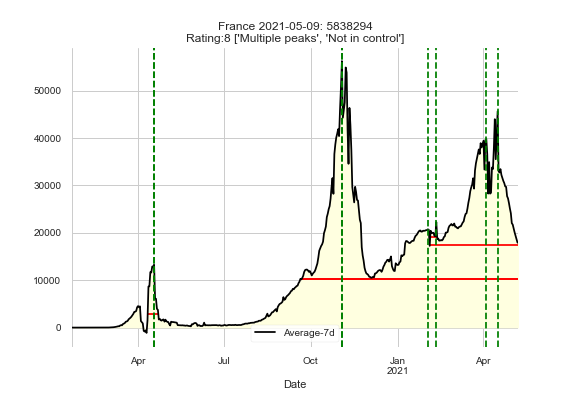 France 2021-05-09: 5838294
Rating:8 ['Multiple peaks', 'Not in control']
50000
40000
30000
20000
10000
0
Average-7d
Apr
Jul
Oct
Jan
2021
Apr
Date